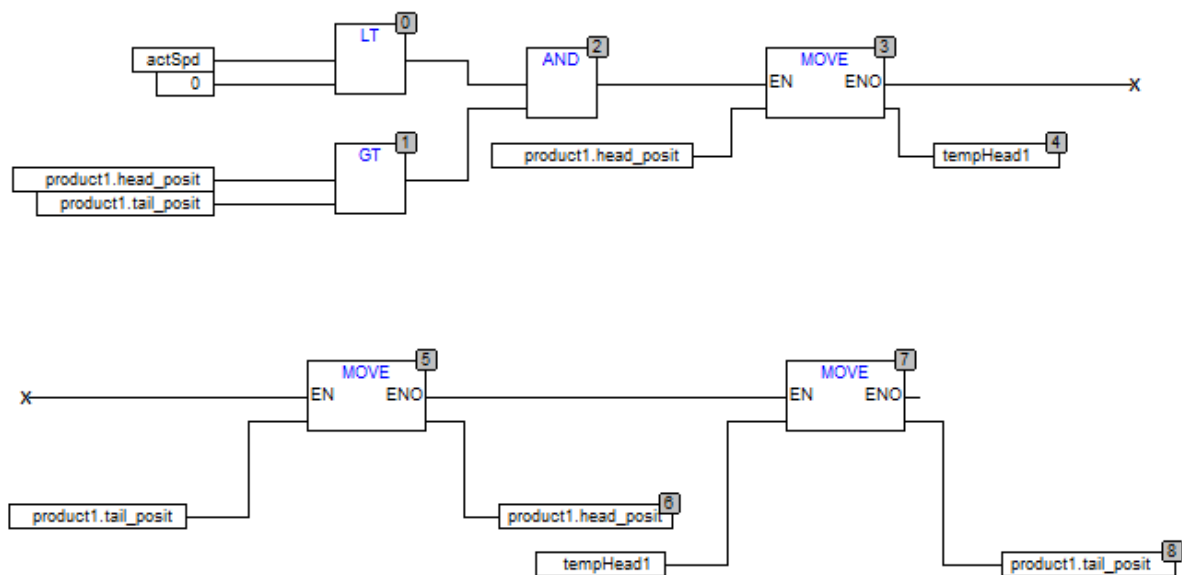 0
LT
actSpd
0
2
AND
3
MOVE
EN ENO
product1.head_posit
4
tempHead1
x
1
GT
product1.head_posit
product1.tail_posit
5
MOVE
x
EN ENO
product1.tail_posit
6
product1.head_posit
7
MOVE
EN ENO
tempHead1
8
product1.tail_posit